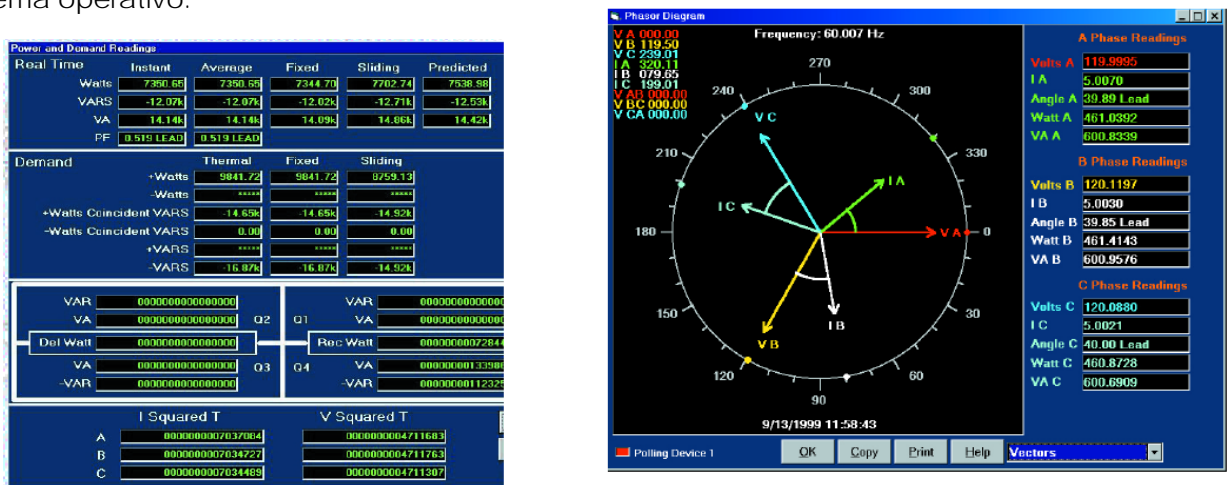 ema operativo.
Power and Demand Readings
Real Time Instant Average Fixed Sliding Predicted
Watts 7350.65 7350.65 7344.70 7702.74 7538.98
VARS -12.07k -12.07k -12.02k -12.71k -12.53k
VA 14.14k 14.14k 14.09k 14.86k 14.42k
PF 0.519 LEAD 0.519 LEAD
Demand Thermal Fixed Sliding
+Watts 9841.72 9841.72 8759.13
-Watts ***** ***** *****
+Watts Coincident VARS -14.65k -14.65k -14.92k
-Watts Coincident VARS 0.00 0.00 0.00
+VARS ***** ***** *****
-VARS -16.87k -16.87k -14.92k
VAR 0000000000000000 VAR 000000000000
VA 0000000000000000 Q2 Q1 VA 000000000000
Del Watt 0000000000000000 Rec Watt 00000000072844
VA 0000000000000000 Q3 Q4 VA 00000000133986
-VAR 0000000000000000 -VAR 00000000112325
I Squared T V Squared T
A 0000000007037084 0000000004711683
B 0000000007034727 0000000004711763
C 0000000007034489 0000000004711307
Phasor Diagram
V A 000.00
V B 119.50
V C 239.01
I A 320.11
I B 079.65
I C 199.01
V AB 000.00
V BC 000.00
V CA 000.00
Frequency: 60.007 Hz
270
240 300
V C
210 330
I A
I C
180 V A 0
150 30
I B
V B
120 60
90
9/13/1999 11:58:43
A Phase Readings
Volts A 119.9995
I A 5.0070
Angle A 39.89 Lead
Watt A 461.0392
VA A 600.8339
B Phase Readings
Volts B 120.1197
I B 5.0030
Angle B 39.85 Lead
Watt B 461.4143
VA B 600.9576
C Phase Readings
Volts C 120.0880
I C 5.0021
Angle C 40.00 Lead
Watt C 460.8728
VA C 600.6909
Polling Device 1 OK Copy Print Help Vectors